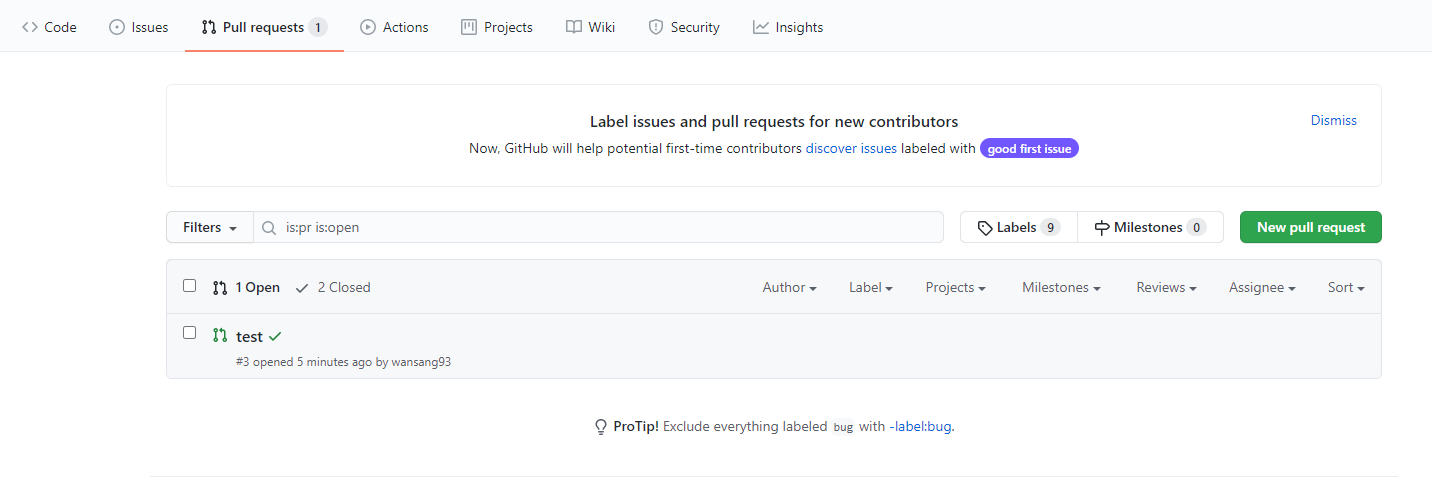 Code Issues Pull requests 1 Actions Projects Wiki Security Insights
Label issues and pull requests for new contributors
Dismiss
Now, GitHub will help potential first-time contributors discover issues labeled with good first issue
Filters is:pr is:open Labels 9 Milestones 0 New pull request
1 Open 2 Closed Author Label Projects Milestones Reviews Assignee Sort
test
#3 opened 5 minutes ago by wansang93
ProTip! Exclude everything labeled bug with -label:bug.